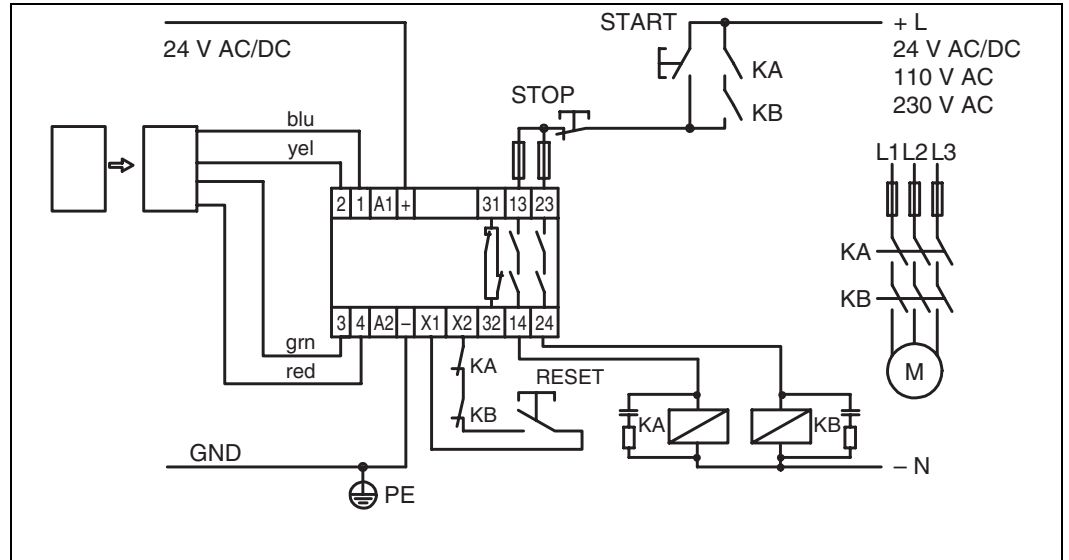 START
+ L
24 V AC/DC
24 V AC/DC
110 V AC
230 V AC
KA
KB
STOP
blu
yel
L1 L2 L3
2 1 A1 + 31 13 23
KA
KB
M
3 4 A2 – X1 X2 32 14 24
grn
red
KA
KB
RESET
KA
KB
GND
– N
PE